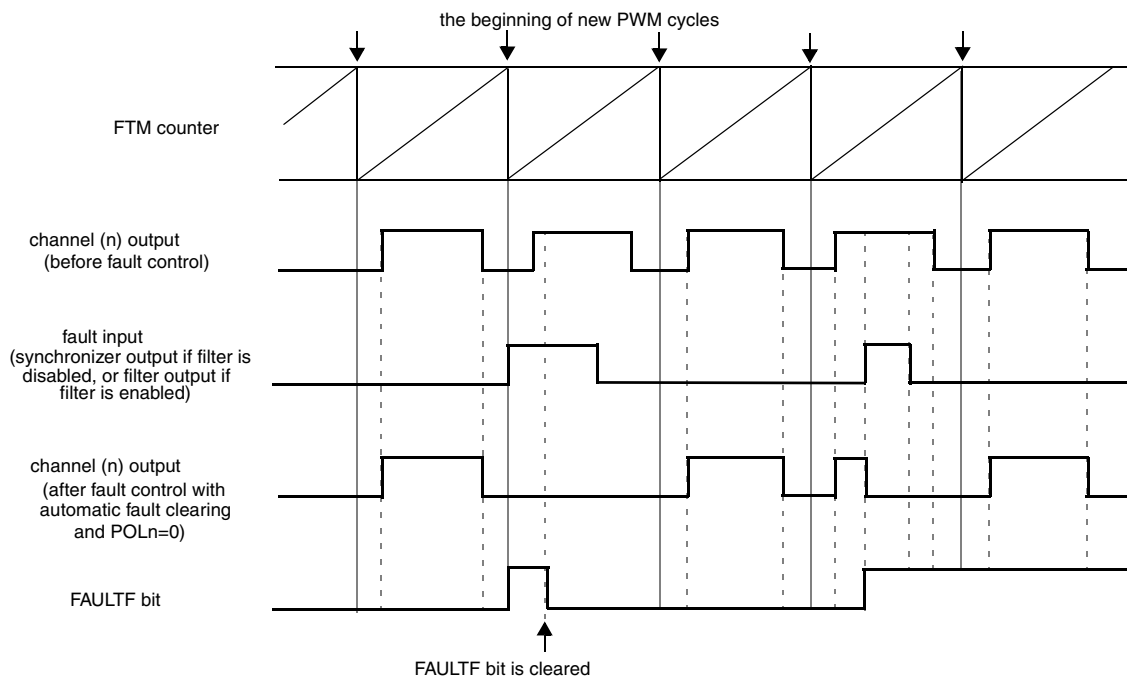 the beginning of new PWM cycles
FTM counter
channel (n) output
(before fault control)
fault input
(synchronizer output if filter is
disabled, or filter output if
filter is enabled)
channel (n) output
(after fault control with
automatic fault clearing
and POLn=0)
FAULTF bit
FAULTF bit is cleared